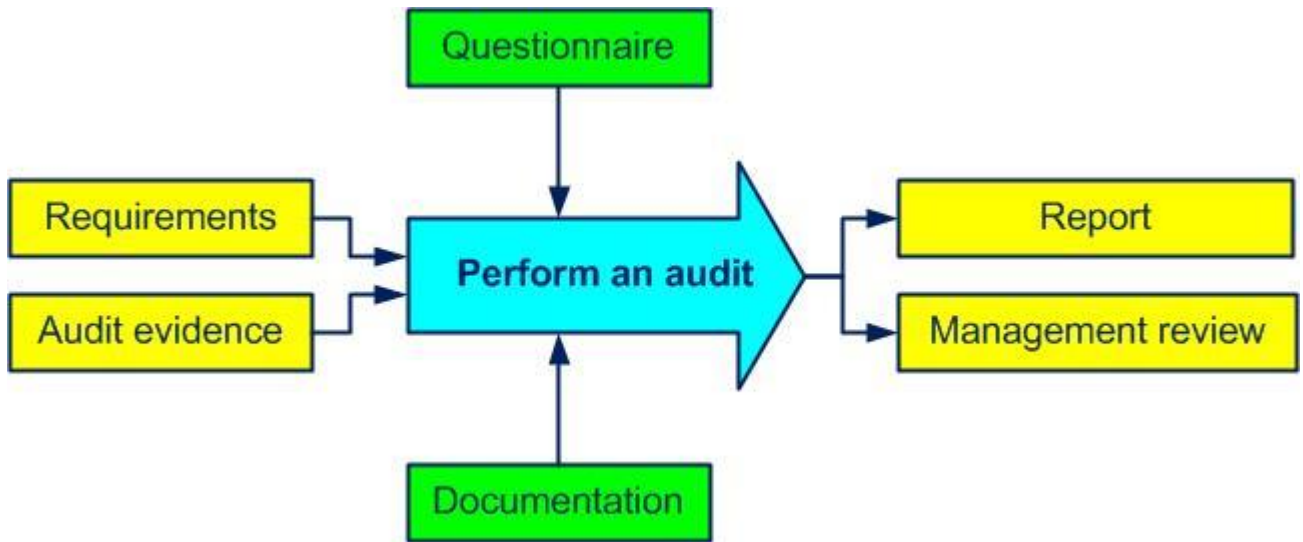 Questionnaire
Requirements
Audit evidence
Perform an audit
Report
Management review
Documentation